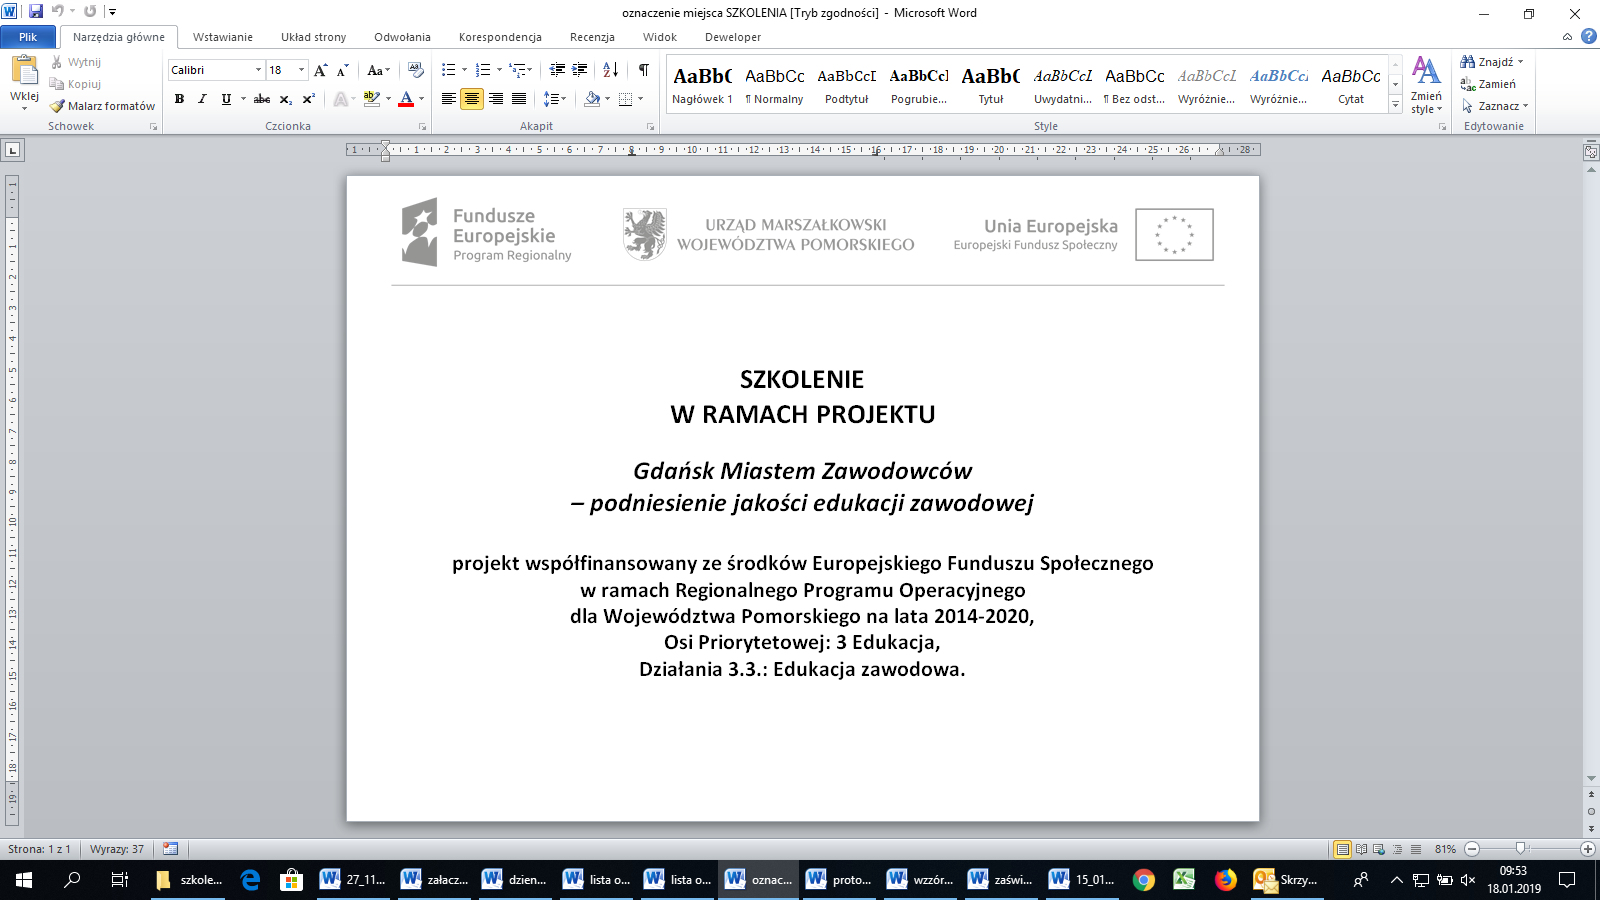 oznaczenie miejsca SZKOLENIA [Tryb zgodności] - Microsoft Word
Plik Narzędzia główne Wstawianie Układ strony Odwołania Korespondencja Recenzja Widok Deweloper
Wklej
Wytnij
Kopiuj
Malarz formatów
Schowek
Calibri 18
Czcionka
Akapit
AaBbC AaBbCc AaBbCcI AaBbCcI AaBbC AaBbCcL AaBbCc AaBbCcL AaBbCcI AaBbCc
Nagłówek 1 ¶ Normalny Podtytuł Pogrubie... Tytuł Uwydatni... ¶ Bez odst... Wyróżnie... Wyróżnie... Cytat
Style
Zmień style
Znajdź
Zamień
Zaznacz
Edytowanie
Fundusze
Europejskie
Program Regionalny
URZĄD MARSZAŁKOWSKI
WOJEWÓDZTWA POMORSKIEGO
Unia Europejska
Europejski Fundusz Społeczny
SZKOLENIE
W RAMACH PROJEKTU
Gdańsk Miastem Zawodowców
– podniesienie jakości edukacji zawodowej
projekt współfinansowany ze środków Europejskiego Funduszu Społecznego
w ramach Regionalnego Programu Operacyjnego
dla Województwa Pomorskiego na lata 2014-2020,
Osi Priorytetowej: 3 Edukacja,
Działania 3.3.: Edukacja zawodowa.
Strona: 1 z 1 Wyrazy: 37 81%
szkole... 27_11... załacz... dzien... lista o... lista o... oznac... proto... wzzór... zaświ... 15_01... Skrzy...
09:53
18.01.2019